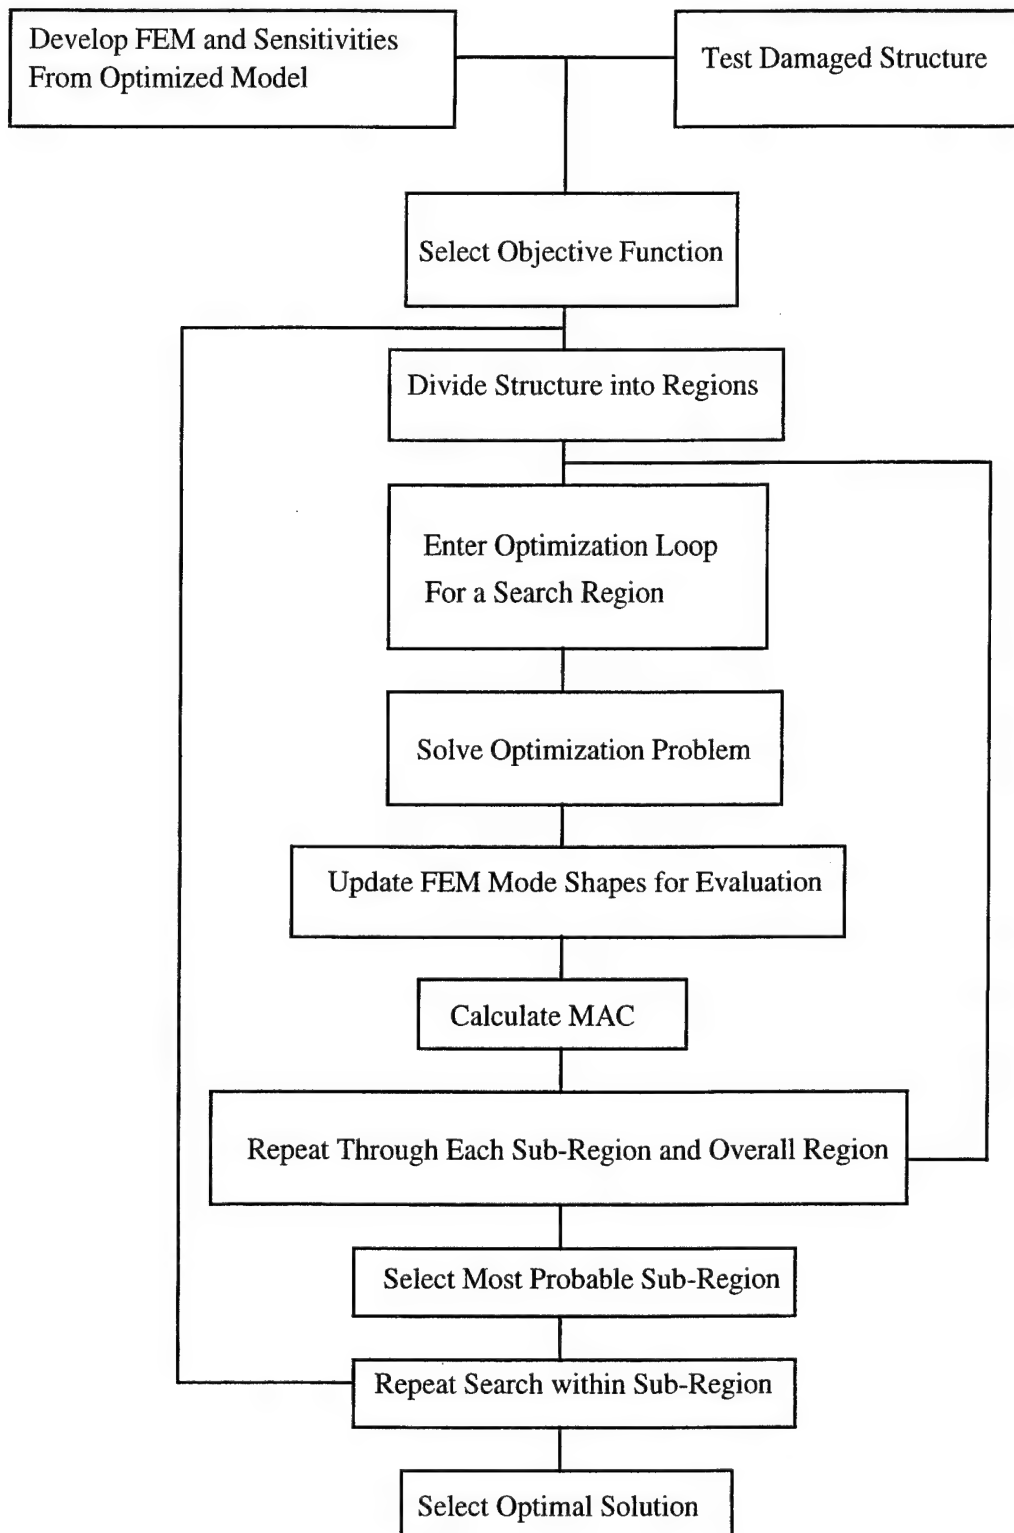 Develop FEM and Sensitivities
From Optimized Model
Test Damaged Structure
Select Objective Function
Divide Structure into Regions
Enter Optimization Loop
For a Search Region
Solve Optimization Problem
Update FEM Mode Shapes for Evaluation
Calculate MAC
Repeat Through Each Sub-Region and Overall Region
Select Most Probable Sub-Region
Repeat Search within Sub-Region
Select Optimal Solution